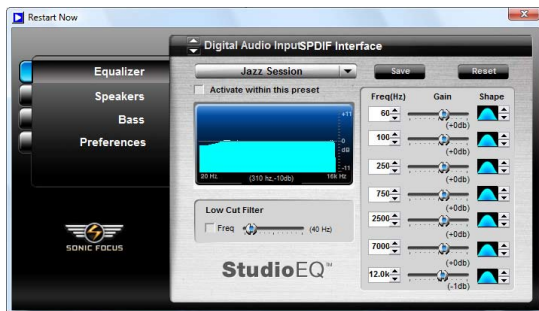 Restart Now
Digital Audio InputSPDIF Interface
Equalizer
Speakers
Bass
Preferences
SONIC FOCUS
Jazz Session
Save
Reset
Activate within this preset
+11
0
dB
-11
20 Hz
(310 hz,-10db)
16k Hz
Low Cut Filter
Freq
(40 Hz)
StudioEQ™
Freq(Hz) Gain Shape
60
(+0db)
100
(+0db)
250
(+0db)
750
(+0db)
2500
(+0db)
7000
(+0db)
12.0k
(-1db)